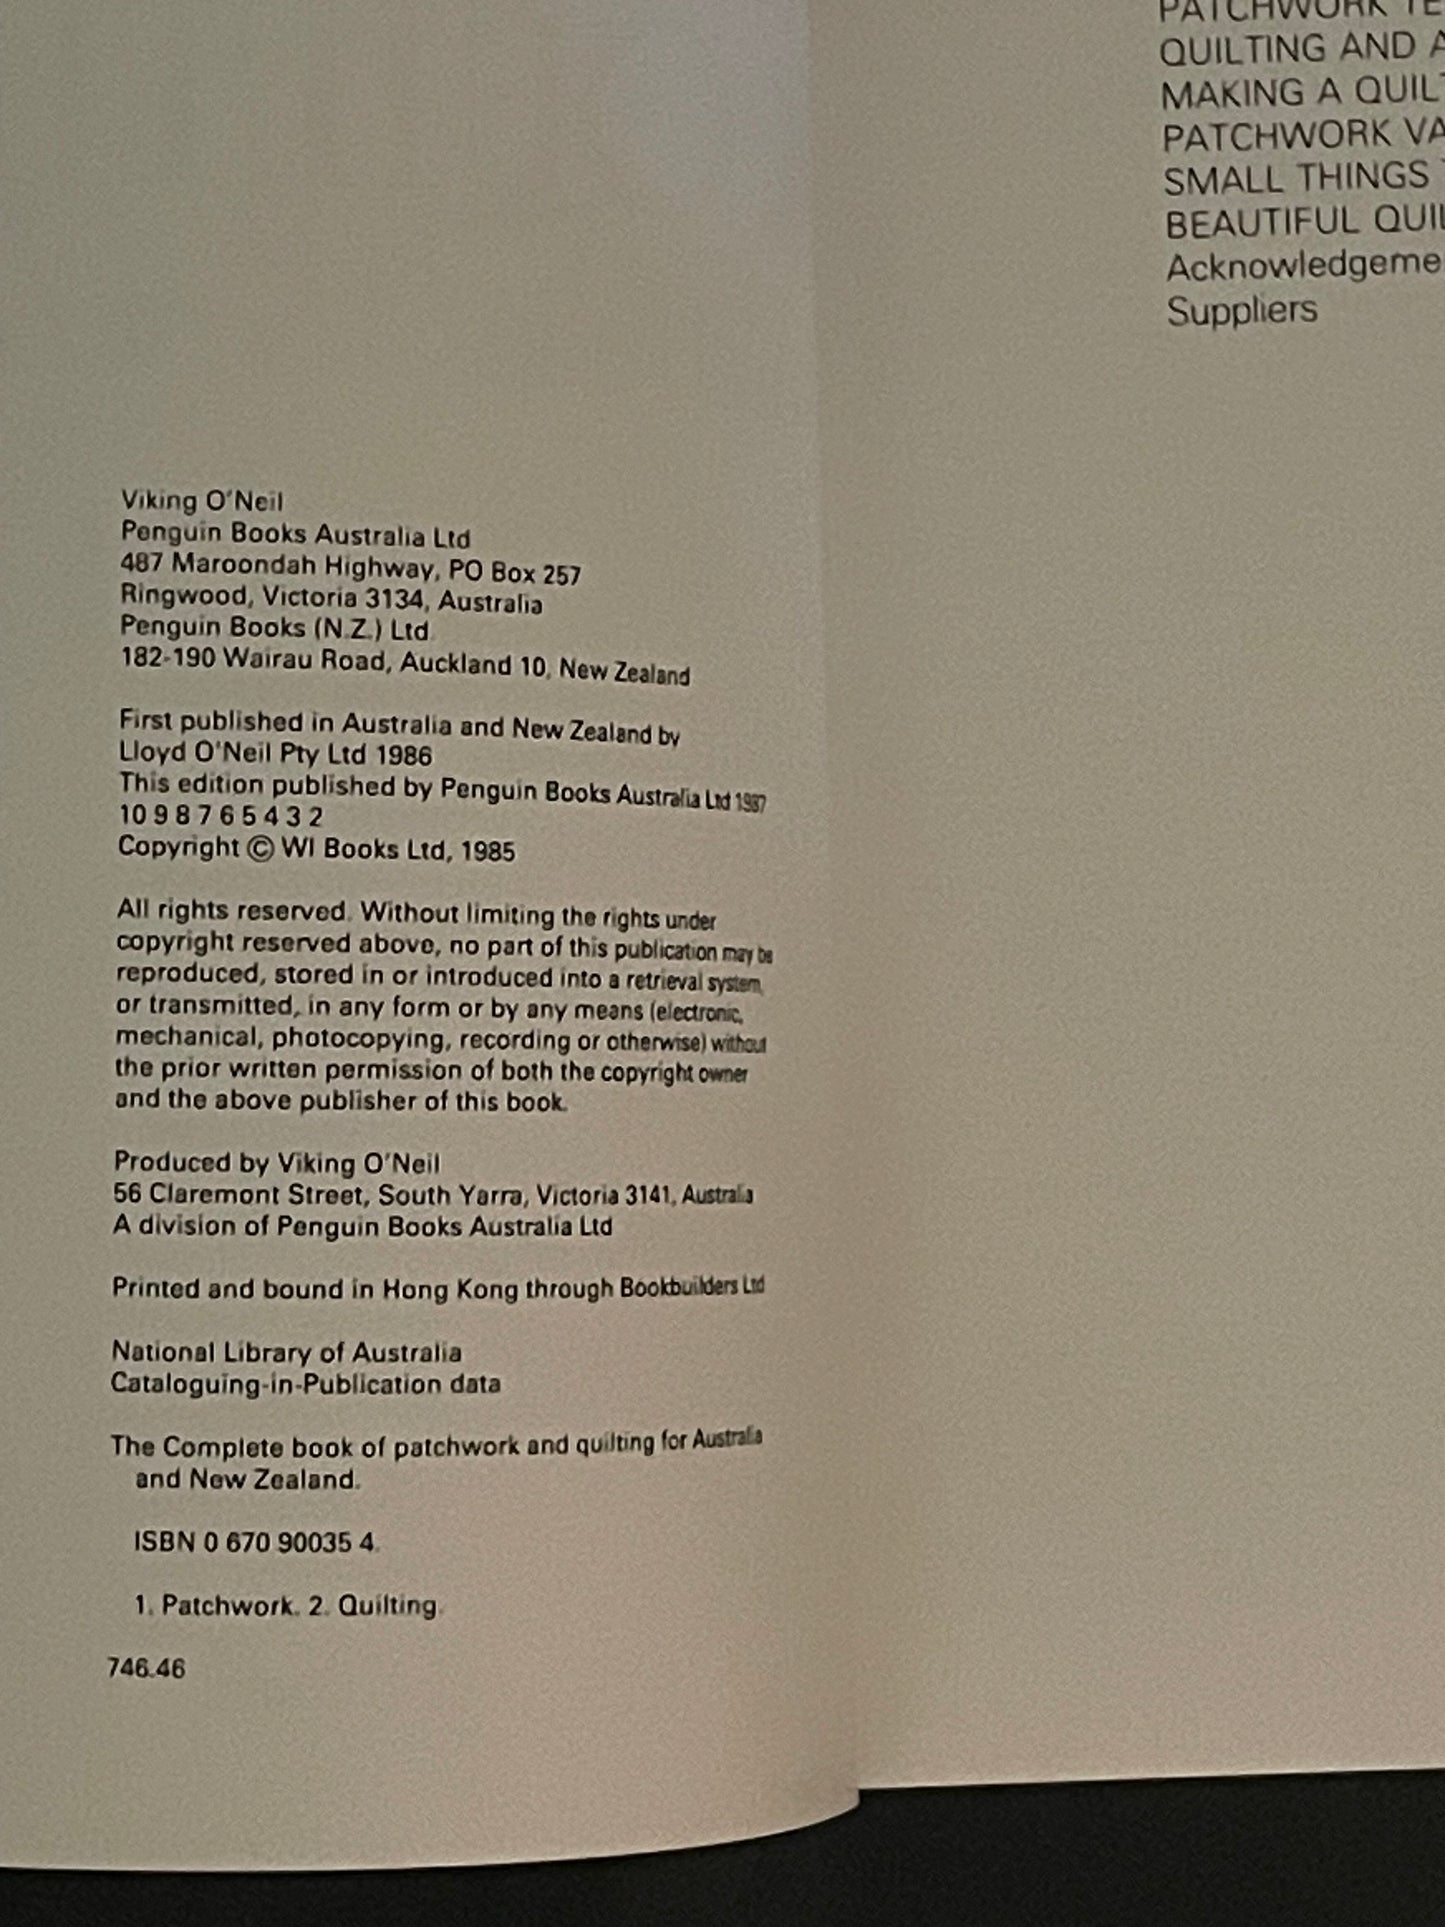 Viking O'Neil
Penguin Books Australia Ltd
487 Maroondah Highway, PO Box 257
Ringwood, Victoria 3134, Australia
Penguin Books (N.Z.) Ltd
182-190 Wairau Road, Auckland 10, New Zealand
First published in Australia and New Zealand by
Lloyd O'Neil Pty Ltd 1986
This edition published by Penguin Books Australia Ltd 1987
10 9 8 7 6 5 4 3 2
Copyright © WI Books Ltd, 1985
All rights reserved. Without limiting the rights under
copyright reserved above, no part of this publication may be
reproduced, stored in or introduced into a retrieval system,
or transmitted, in any form or by any means (electronic,
mechanical, photocopying, recording or otherwise) without
the prior written permission of both the copyright owner
and the above publisher of this book.
Produced by Viking O'Neil
56 Claremont Street, South Yarra, Victoria 3141, Australia
A division of Penguin Books Australia Ltd
Printed and bound in Hong Kong through Bookbuilders Ltd
National Library of Australia
Cataloguing-in-Publication data
The Complete book of patchwork and quilting for Australia
and New Zealand.
ISBN 0 670 90035 4.
1. Patchwork. 2. Quilting.
746.46
PATCHWORK TE
QUILTING AND A
MAKING A QUIL
PATCHWORK VA
SMALL THINGS
BEAUTIFUL QUIL
Acknowledgeme
Suppliers